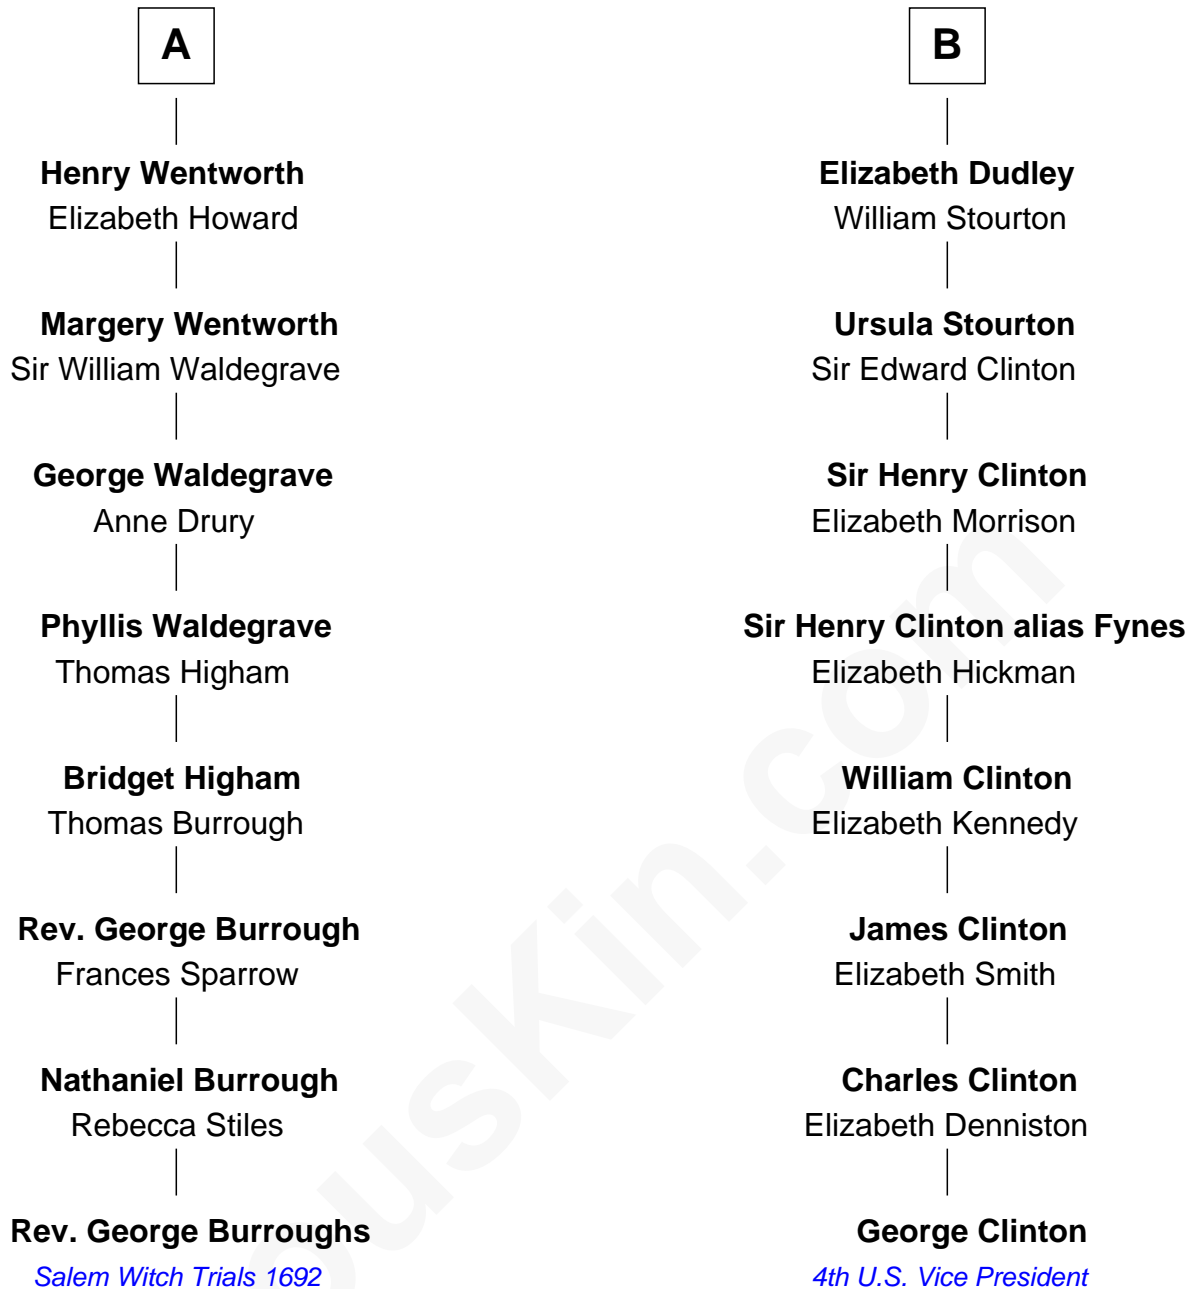 A
Henry Wentworth
Elizabeth Howard
Margery Wentworth
Sir William Waldegrave
George Waldegrave
Anne Drury
Phyllis Waldegrave
Thomas Higham
Bridget Higham
Thomas Burrough
Rev. George Burrough
Frances Sparrow
Nathaniel Burrough
Rebecca Stiles
Rev. George Burroughs
Salem Witch Trials 1692
B
Elizabeth Dudley
William Stourton
Ursula Stourton
Sir Edward Clinton
Sir Henry Clinton
Elizabeth Morrison
Sir Henry Clinton alias Fynes
Elizabeth Hickman
William Clinton
Elizabeth Kennedy
James Clinton
Elizabeth Smith
Charles Clinton
Elizabeth Denniston
George Clinton
4th U.S. Vice President
ousKin.com